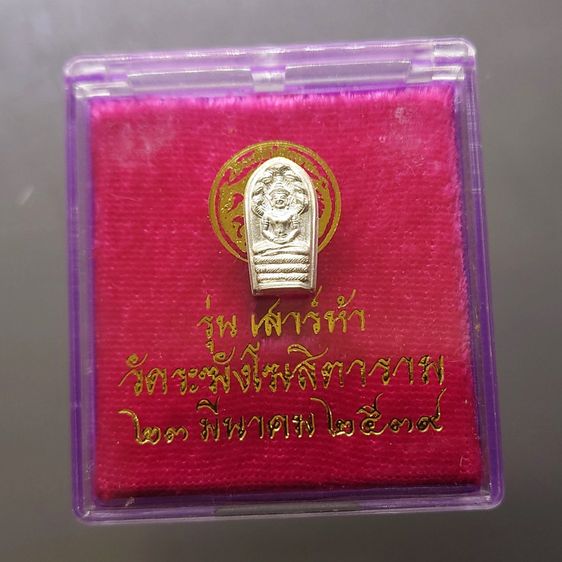 รุ่น เสาร์ห้า
วัดระฆังโฆสิตาราม
๒๓ มีนาคม ๒๕๓๙